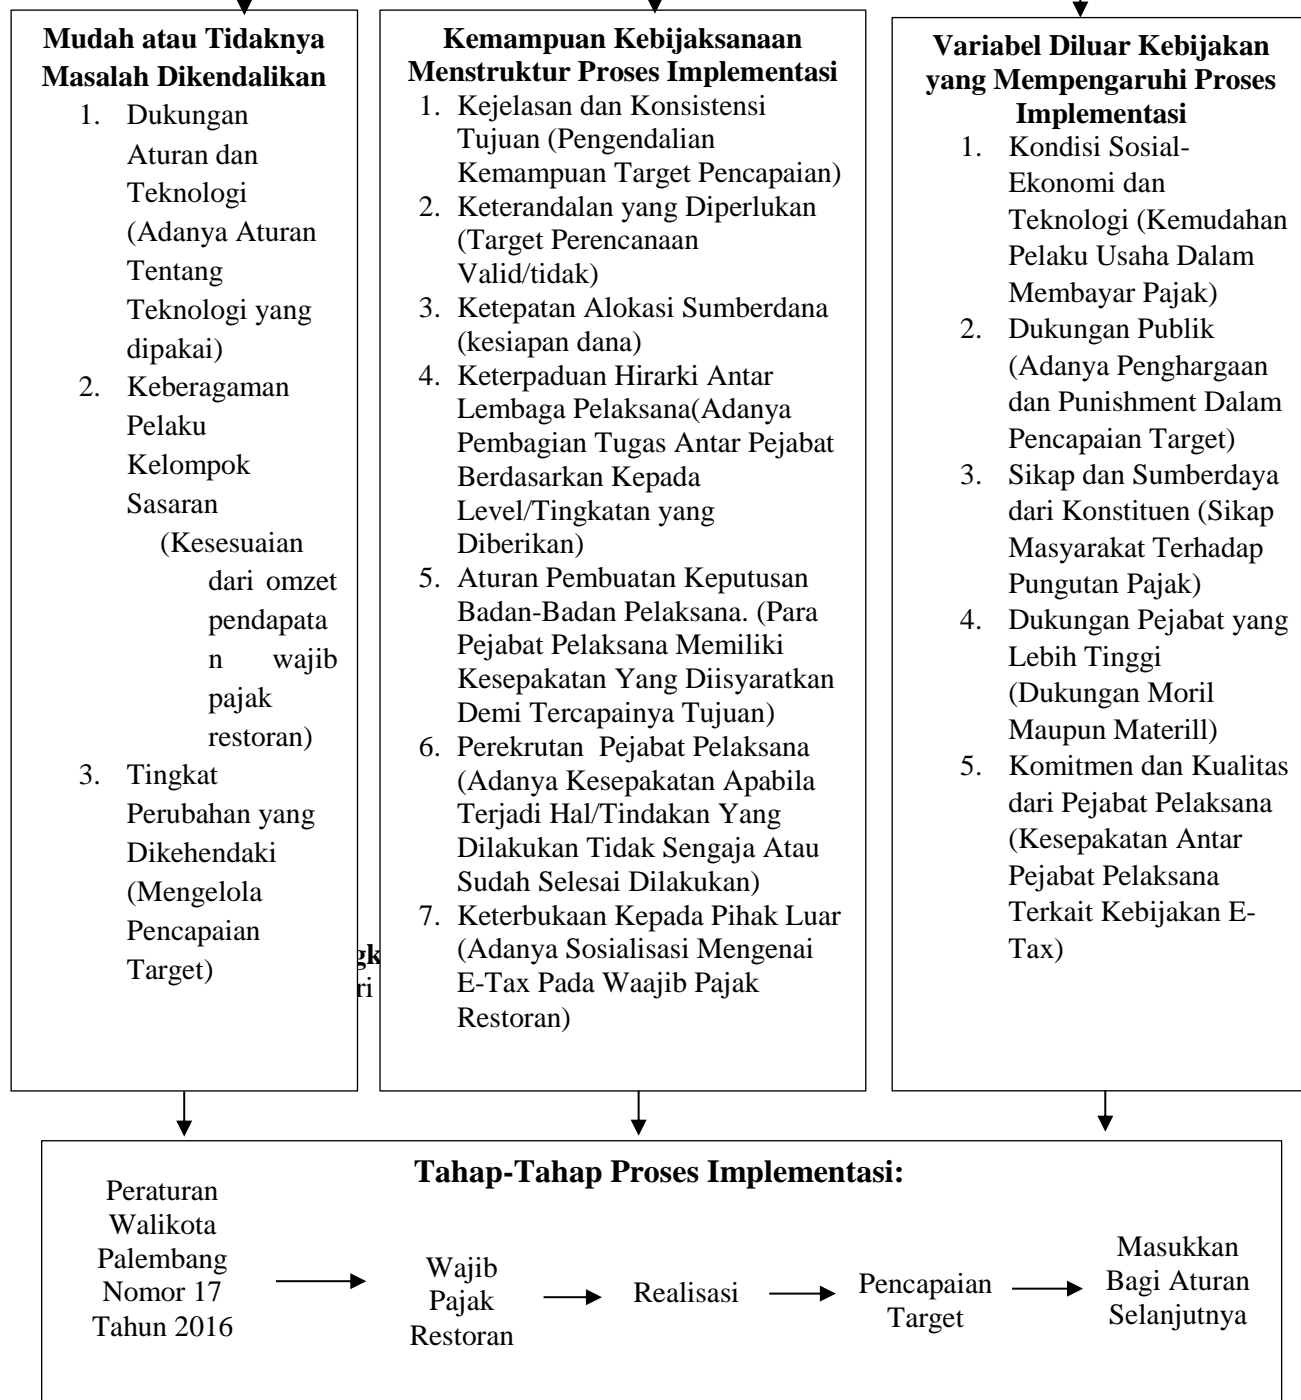 Mudah atau Tidaknya
Masalah Dikendalikan
1. Dukungan
Aturan dan
Teknologi
(Adanya Aturan
Tentang
Teknologi yang
dipakai)
2. Keberagaman
Pelaku
Kelompok
Sasaran
(Kesesuaian
dari omzet
pendapata
n wajib
pajak
restoran)
3. Tingkat
Perubahan yang
Dikehendaki
(Mengelola
Pencapaian
Target)
Kemampuan Kebijaksanaan
Menstruktur Proses Implementasi
1. Kejelasan dan Konsistensi
Tujuan (Pengendalian
Kemampuan Target Pencapaian)
2. Keterandalan yang Diperlukan
(Target Perencanaan
Valid/tidak)
3. Ketepatan Alokasi Sumberdana
(kesiapan dana)
4. Keterpaduan Hirarki Antar
Lembaga Pelaksana(Adanya
Pembagian Tugas Antar Pejabat
Berdasarkan Kepada
Level/Tingkatan yang
Diberikan)
5. Aturan Pembuatan Keputusan
Badan-Badan Pelaksana. (Para
Pejabat Pelaksana Memiliki
Kesepakatan Yang Diisyaratkan
Demi Tercapainya Tujuan)
6. Perekrutan Pejabat Pelaksana
(Adanya Kesepakatan Apabila
Terjadi Hal/Tindakan Yang
Dilakukan Tidak Sengaja Atau
Sudah Selesai Dilakukan)
7. Keterbukaan Kepada Pihak Luar
(Adanya Sosialisasi Mengenai
E-Tax Pada Waajib Pajak
Restoran)
Variabel Diluar Kebijakan
yang Mempengaruhi Proses
Implementasi
1. Kondisi Sosial-
Ekonomi dan
Teknologi (Kemudahan
Pelaku Usaha Dalam
Membayar Pajak)
2. Dukungan Publik
(Adanya Penghargaan
dan Punishment Dalam
Pencapaian Target)
3. Sikap dan Sumberdaya
dari Konstituen (Sikap
Masyarakat Terhadap
Pungutan Pajak)
4. Dukungan Pejabat yang
Lebih Tinggi
(Dukungan Moril
Maupun Materill)
5. Komitmen dan Kualitas
dari Pejabat Pelaksana
(Kesepakatan Antar
Pejabat Pelaksana
Terkait Kebijakan E-
Tax)
Tahap-Tahap Proses Implementasi:
Peraturan
Walikota
Palembang
Nomor 17
Tahun 2016
Wajib
Pajak
Restoran
Realisasi
Pencapaian
Target
Masukkan
Bagi Aturan
Selanjutnya